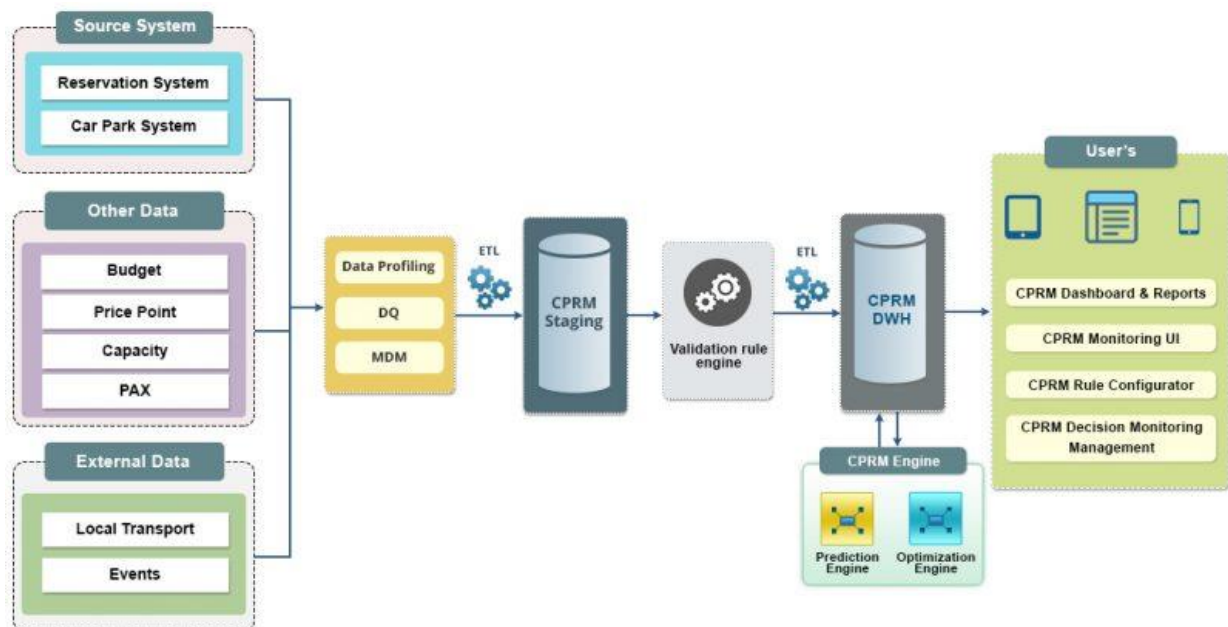 Source System
Reservation System
Car Park System
Other Data
Budget
Price Point
Capacity
PAX
External Data
Local Transport
Events
Data Profiling
DQ
MDM
ETL
CPRM
Staging
Validation rule
engine
ETL
CPRM
DWH
CPRM Engine
Prediction
Engine
Optimization
Engine
User's
CPRM Dashboard & Reports
CPRM Monitoring UI
CPRM Rule Configurator
CPRM Decision Monitoring
Management